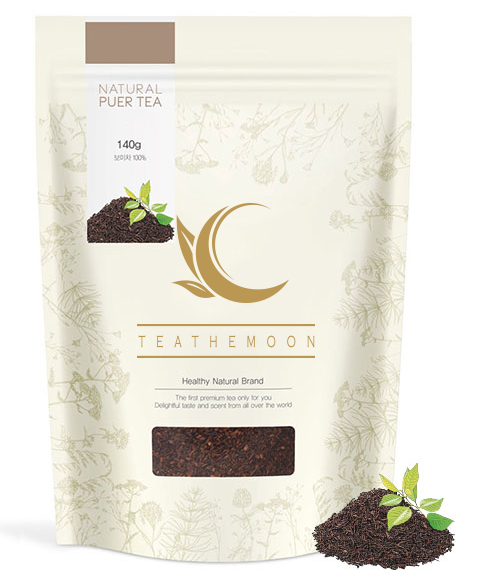 NATURAL
PUER TEA
140g
보이차 100%
TEATHEMOON
Healthy Natural Brand
The first premium tea only for you
Delightful taste and scent from all over the world